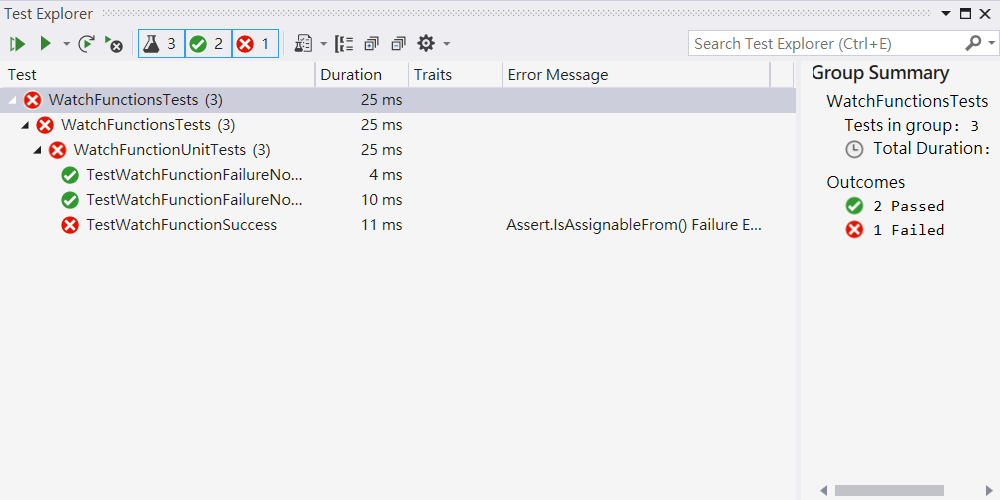 Test Explorer
3 2 1 Search Test Explorer (Ctrl+E)
Test Duration Traits Error Message
WatchFunctionsTests (3) 25 ms
WatchFunctionsTests (3) 25 ms
WatchFunctionUnitTests (3) 25 ms
TestWatchFunctionFailureNo... 4 ms
TestWatchFunctionFailureNo... 10 ms
TestWatchFunctionSuccess 11 ms Assert.IsAssignableFrom() Failure E...
Group Summary
WatchFunctionsTests
Tests in group: 3
Total Duration:
Outcomes
2 Passed
1 Failed